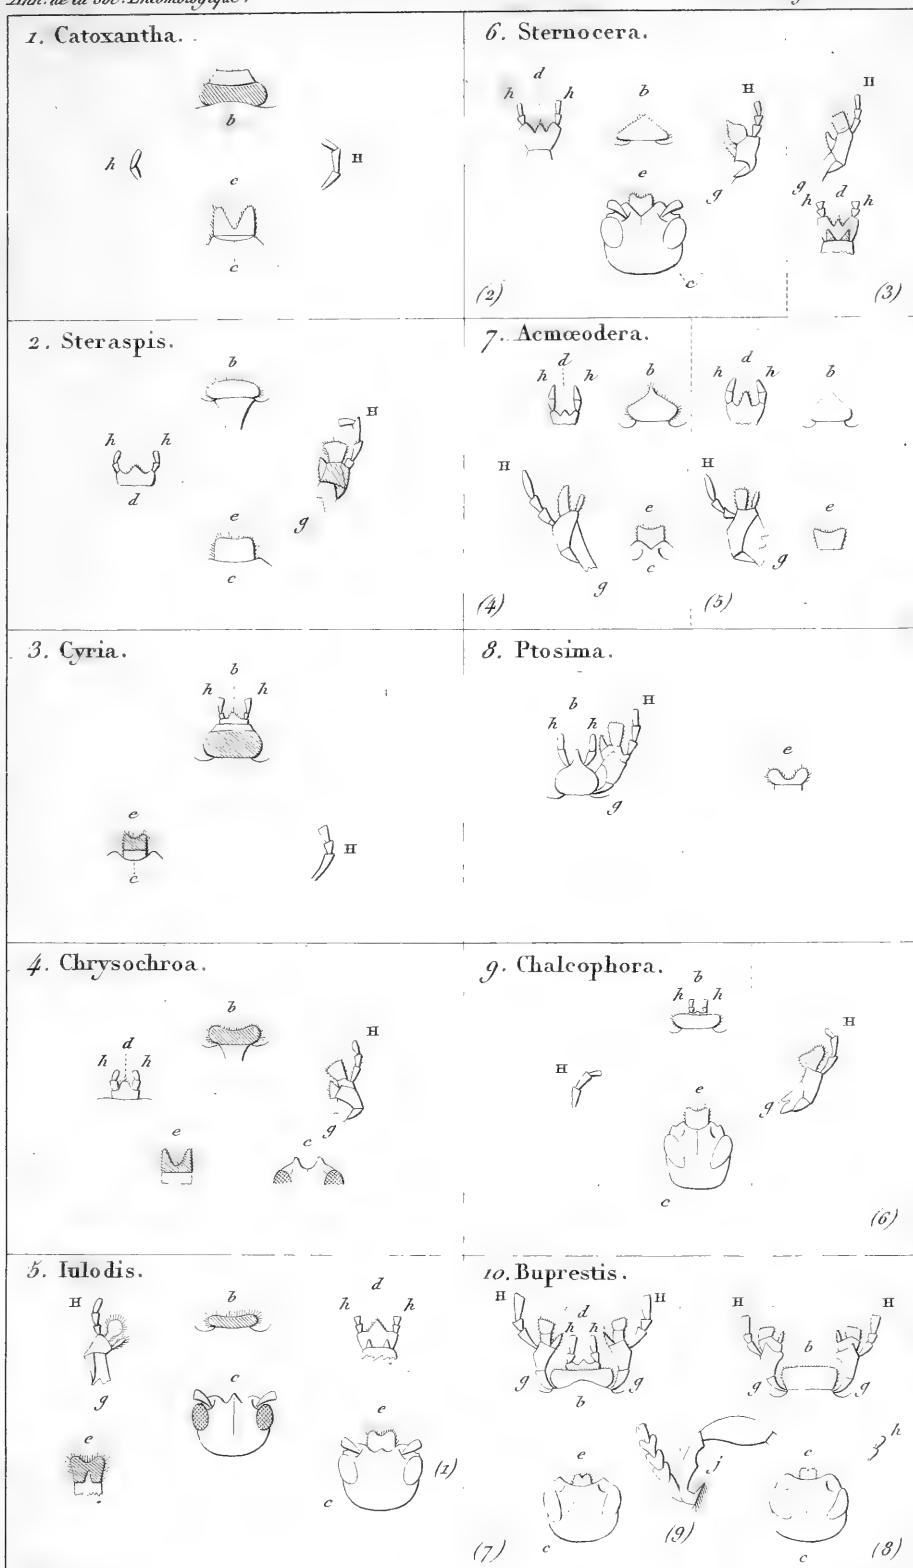 Ann. de la Soc. Entomologique.
1. Catoxantha.
b
h
H
c
c
2. Steraspis.
b
H
h h
d
g
e
c
3. Cyria.
b
h h
e
H
c
4. Chrysochroa.
b
H
d
h h
g
e
c
5. Iulodis.
H
b
d
h h
g
c
e
e
(1)
c
6. Sternocera.
d
h h
b
H
H
g
g
e
d
h h
c
(2)
(3)
7. Acmœodera.
d
h h
b
d
h h
b
H
H
e
e
c
g
g
(4)
(5)
8. Ptosima.
H
b
h h
e
g
9. Chalcophora.
b
h h
H
H
e
g
c
(6)
10. Buprestis.
H
d
H
h h
g
g
b
H
H
b
g
g
h
e
j
e
c
c
(7)
(9)
(8)